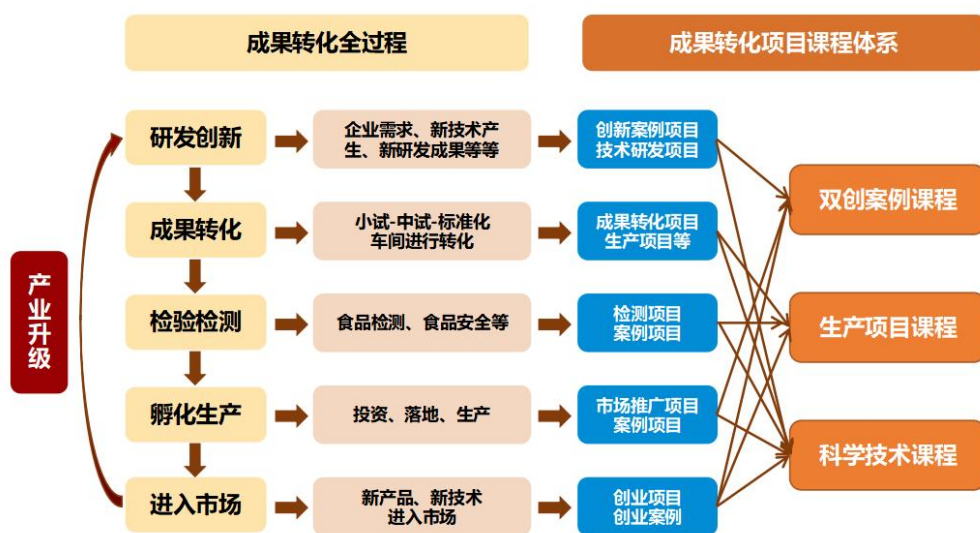 成果转化全过程
成果转化项目课程体系
产业升级
研发创新
企业需求、新技术产
生、新研发成果等等
创新案例项目
技术研发项目
成果转化
小试-中试-标准化
车间进行转化
成果转化项目
生产项目等
检验检测
食品检测、食品安全等
检测项目
案例项目
孵化生产
投资、落地、生产
市场推广项目
案例项目
进入市场
新产品、新技术
进入市场
创业项目
创业案例
双创案例课程
生产项目课程
科学技术课程